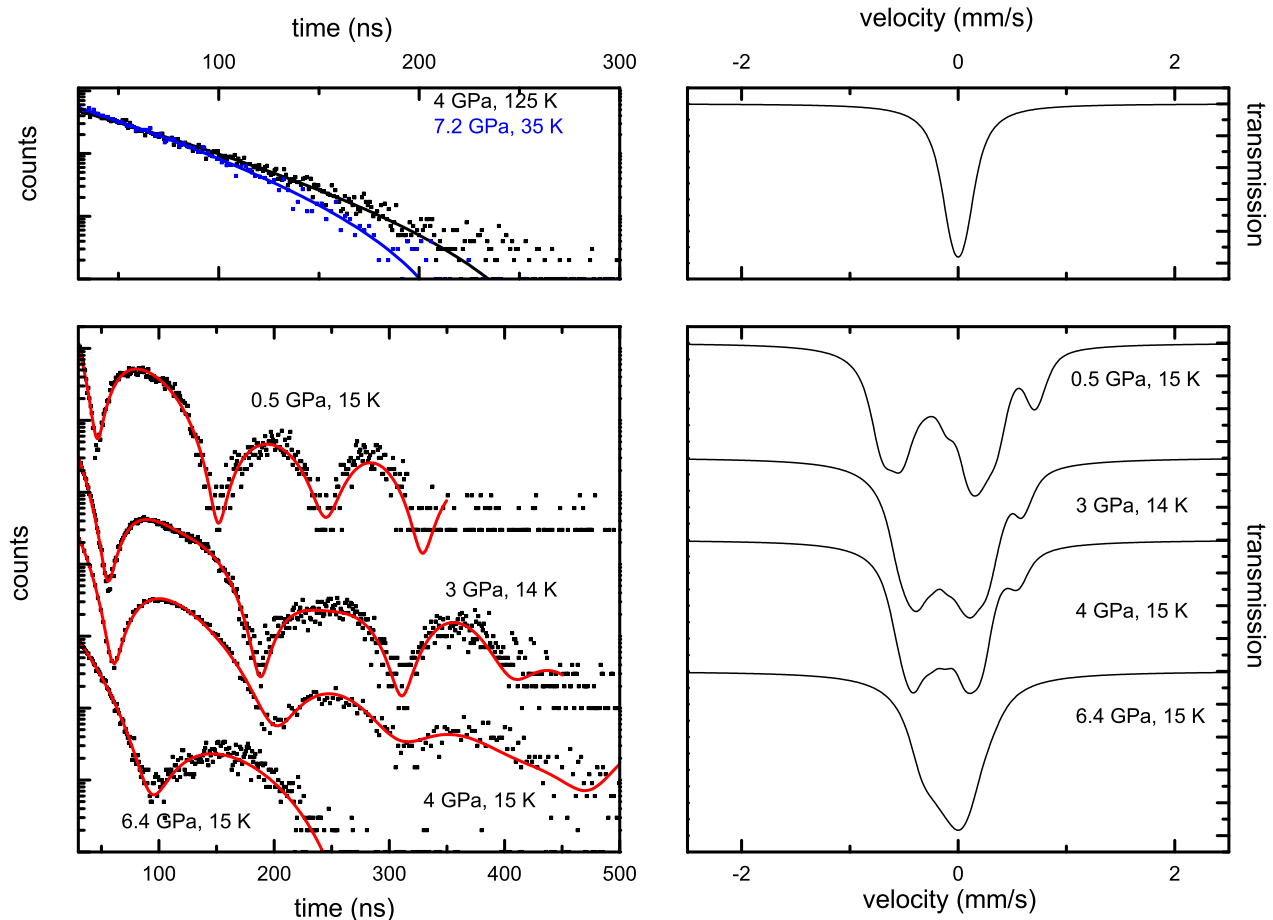 time (ns)
100 200 300
counts
4 GPa, 125 K
7.2 GPa, 35 K
velocity (mm/s)
-2 0 2
transmission
counts
0.5 GPa, 15 K
3 GPa, 14 K
4 GPa, 15 K
6.4 GPa, 15 K
100 200 300 400 500
time (ns)
0.5 GPa, 15 K
3 GPa, 14 K
4 GPa, 15 K
6.4 GPa, 15 K
transmission
-2 0 2
velocity (mm/s)